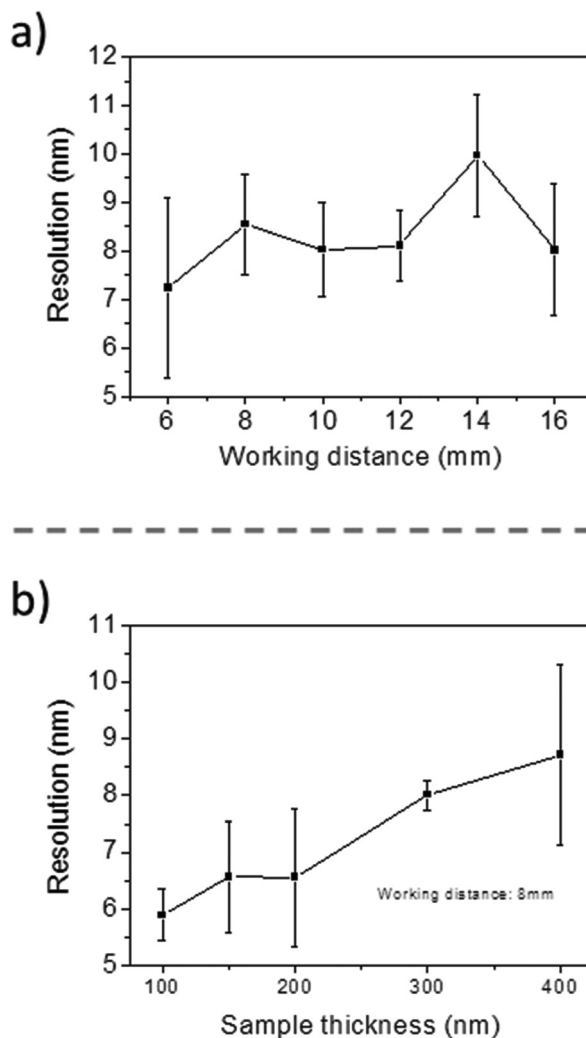 a)
12
11
10
9
8
7
6
5
Resolution (nm)
6 8 10 12 14 16
Working distance (mm)
b)
11
10
9
8
7
6
5
Resolution (nm)
Working distance: 8mm
100 200 300 400
Sample thickness (nm)